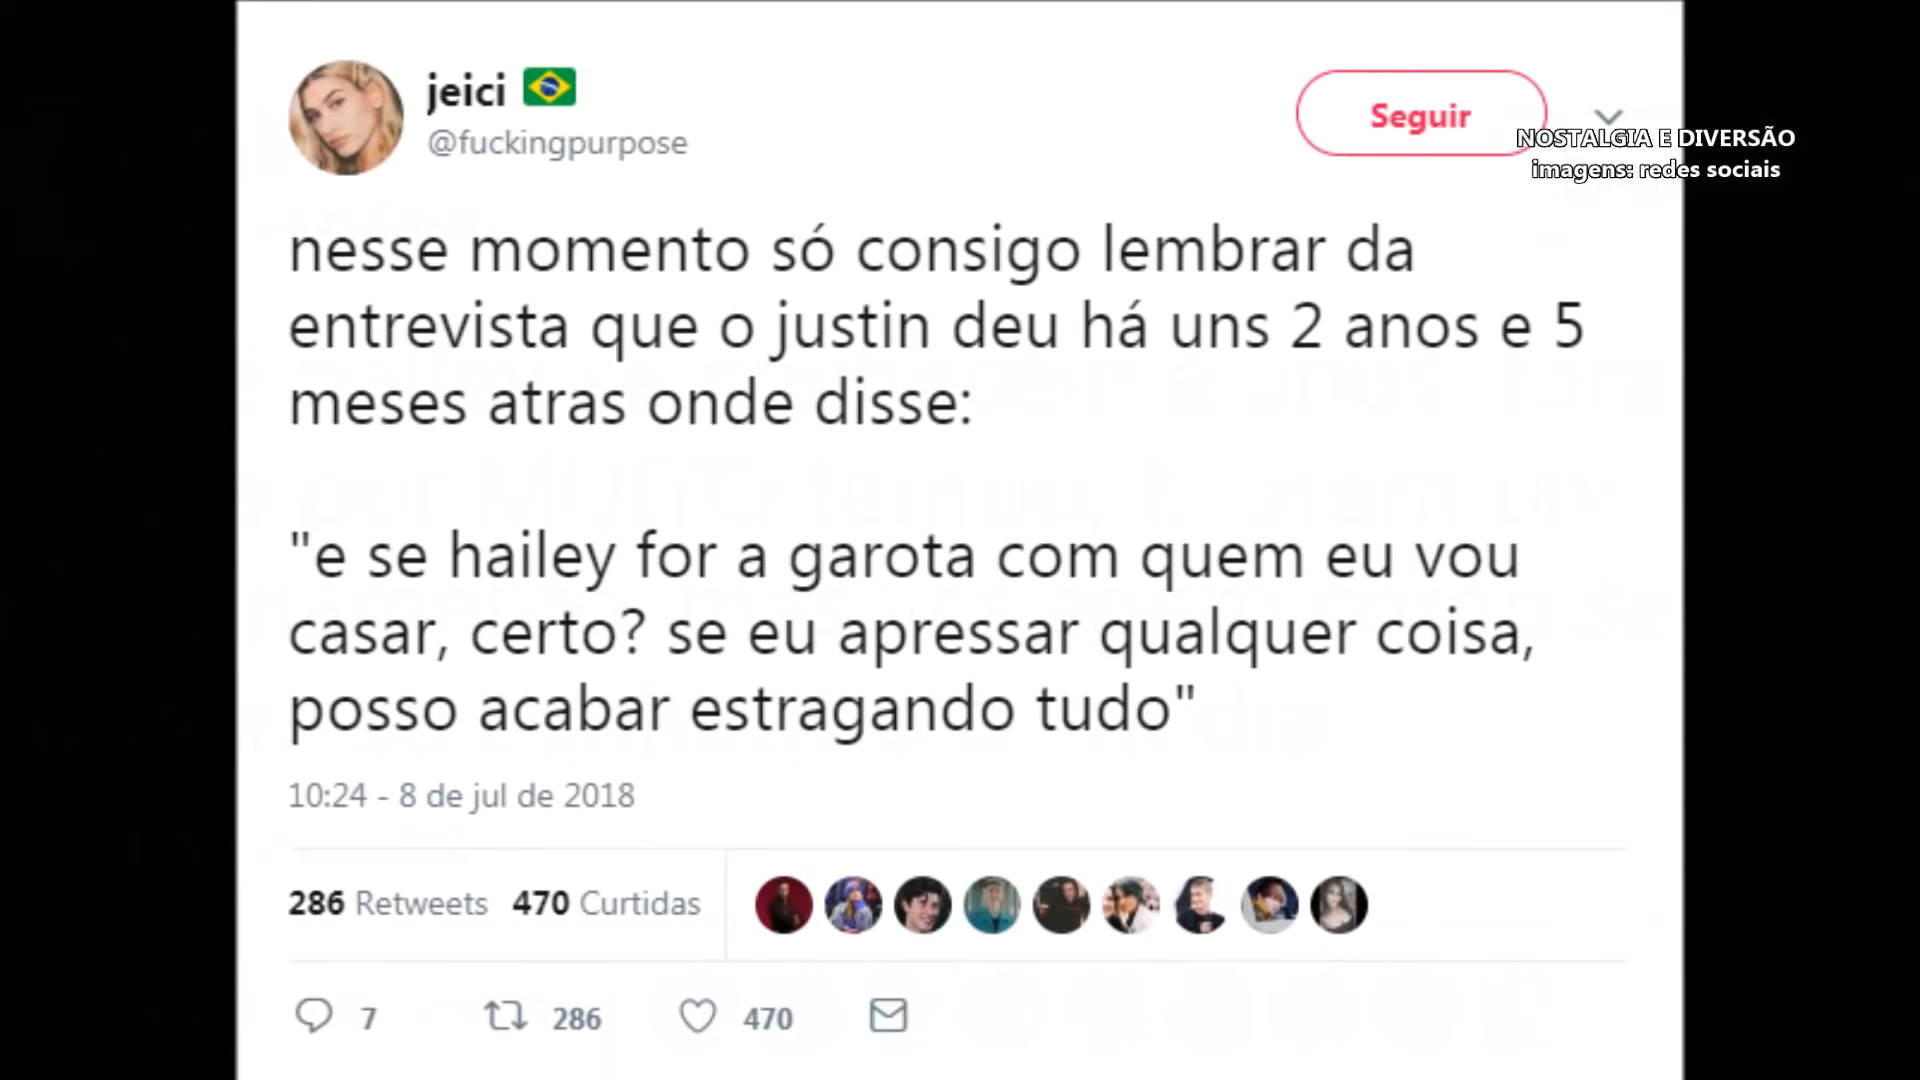 jeici
@fuckingpurpose
Seguir
NOSTALGIA E DIVERSÃO
imagens: redes sociais
nesse momento só consigo lembrar da
entrevista que o justin deu há uns 2 anos e 5
meses atras onde disse:
"e se hailey for a garota com quem eu vou
casar, certo? se eu apressar qualquer coisa,
posso acabar estragando tudo"
10:24 - 8 de jul de 2018
286 Retweets 470 Curtidas
7 286 470